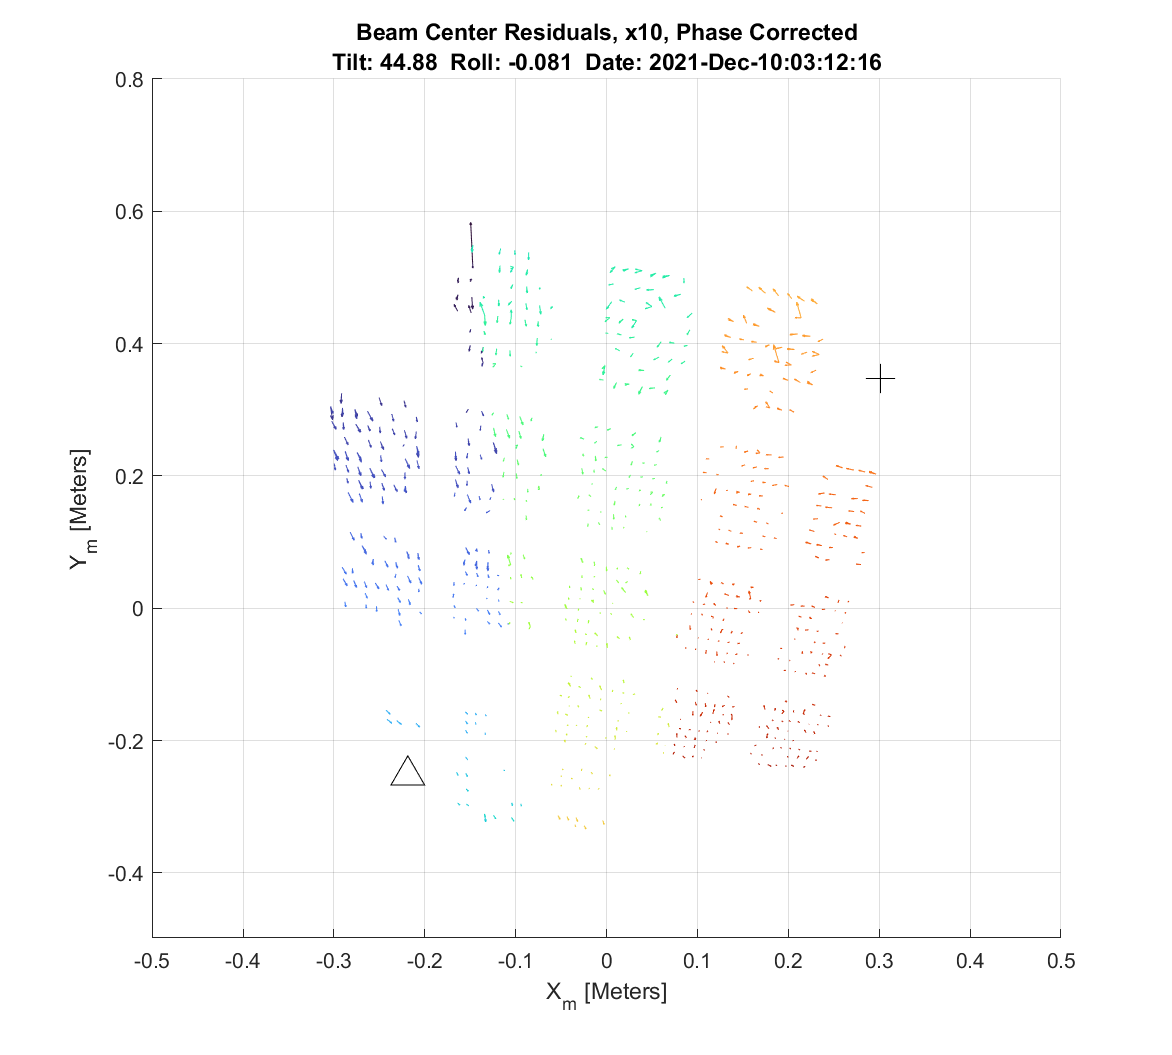 Beam Center Residuals, x10, Phase Corrected
Tilt: 44.88 Roll: -0.081 Date: 2021-Dec-10:03:12:16
0.8
0.6
0.4
0.2
0
-0.2
-0.4
Y_m [Meters]
-0.5 -0.4 -0.3 -0.2 -0.1 0 0.1 0.2 0.3 0.4 0.5
X_m [Meters]